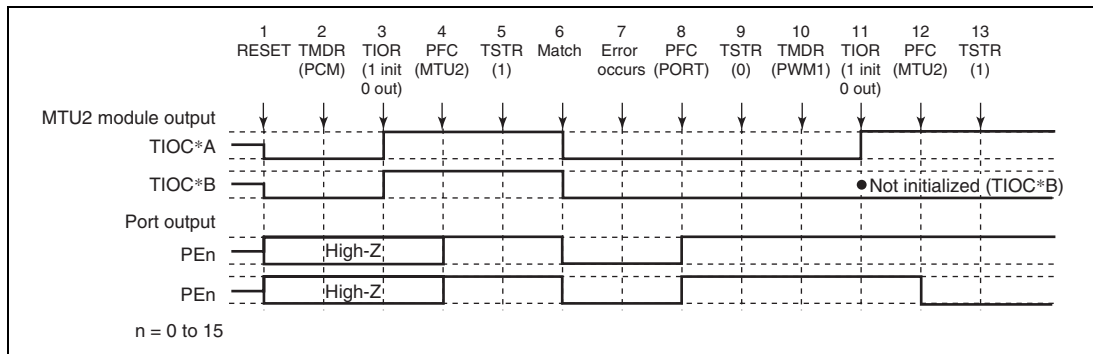 1 2 3 4 5 6 7 8 9 10 11 12 13
RESET TMDR TIOR PFC TSTR Match Error PFC TSTR TMDR TIOR PFC TSTR
(PCM) (1 init (MTU2) (1) occurs (PORT) (0) (PWM1) (1 init (MTU2) (1)
0 out) 0 out)
MTU2 module output
TIOC*A
TIOC*B
Not initialized (TIOC*B)
Port output
PEn
High-Z
PEn
High-Z
n = 0 to 15